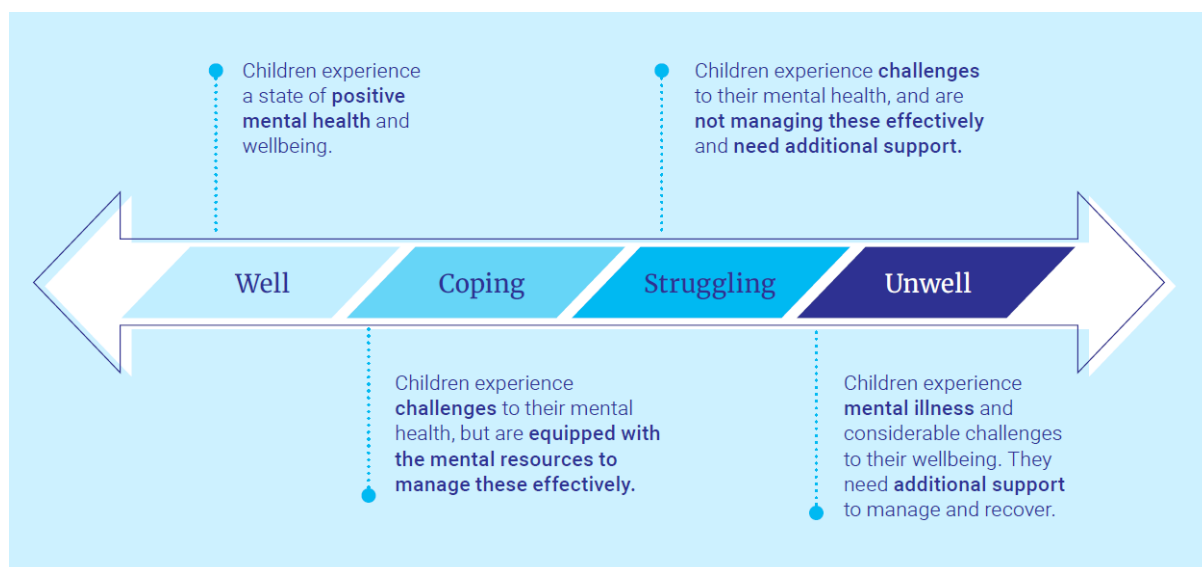 Children experience
a state of positive
mental health and
wellbeing.
Children experience challenges
to their mental health, and are
not managing these effectively
and need additional support.
Well
Coping
Struggling
Unwell
Children experience
challenges to their mental
health, but are equipped with
the mental resources to
manage these effectively.
Children experience
mental illness and
considerable challenges
to their wellbeing. They
need additional support
to manage and recover.